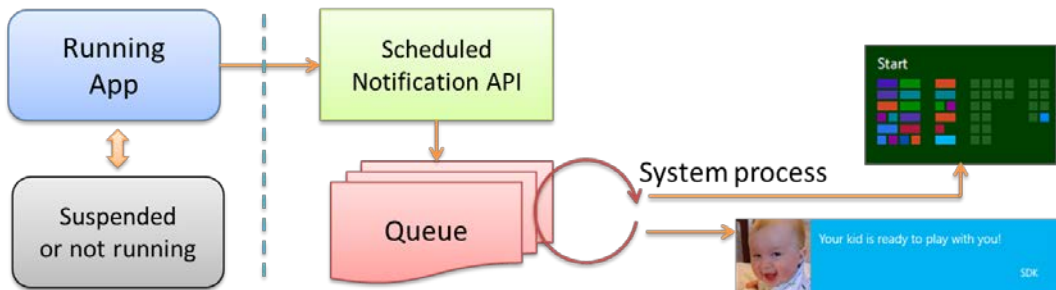 Running
App
Suspended
or not running
Scheduled
Notification API
Queue
System process
Start
Your kid is ready to play with you!
SDK